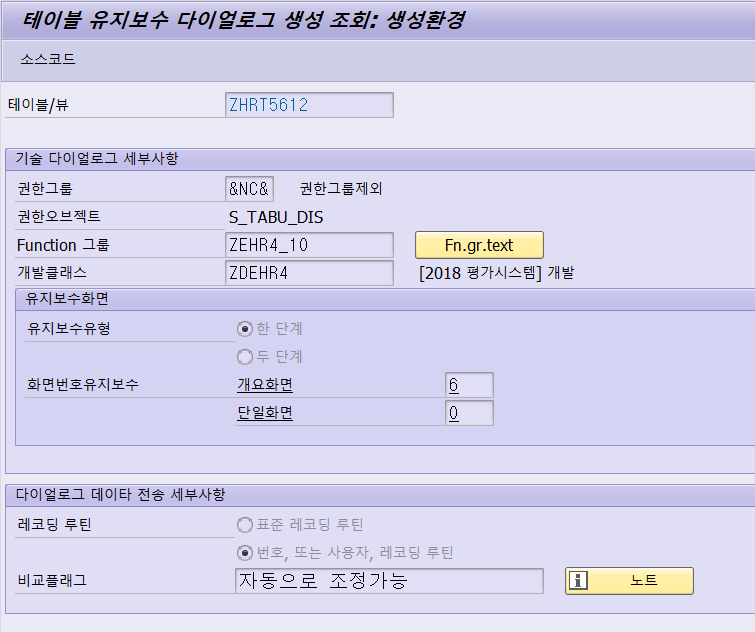 테이블 유지보수 다이얼로그 생성 조회: 생성환경
소스코드
테이블/뷰 ZHRT5612
기술 다이얼로그 세부사항
권한그룹 &NC& 권한그룹제외
권한오브젝트 S_TABU_DIS
Function 그룹 ZEHR4_10 Fn.gr.text
개발클래스 ZDEHR4 [2018 평가시스템] 개발
유지보수화면
유지보수유형 한 단계
두 단계
화면번호유지보수 개요화면 6
단일화면 0
다이얼로그 데이타 전송 세부사항
레코딩 루틴 표준 레코딩 루틴
번호, 또는 사용자, 레코딩 루틴
비교플래그 자동으로 조정가능 노트